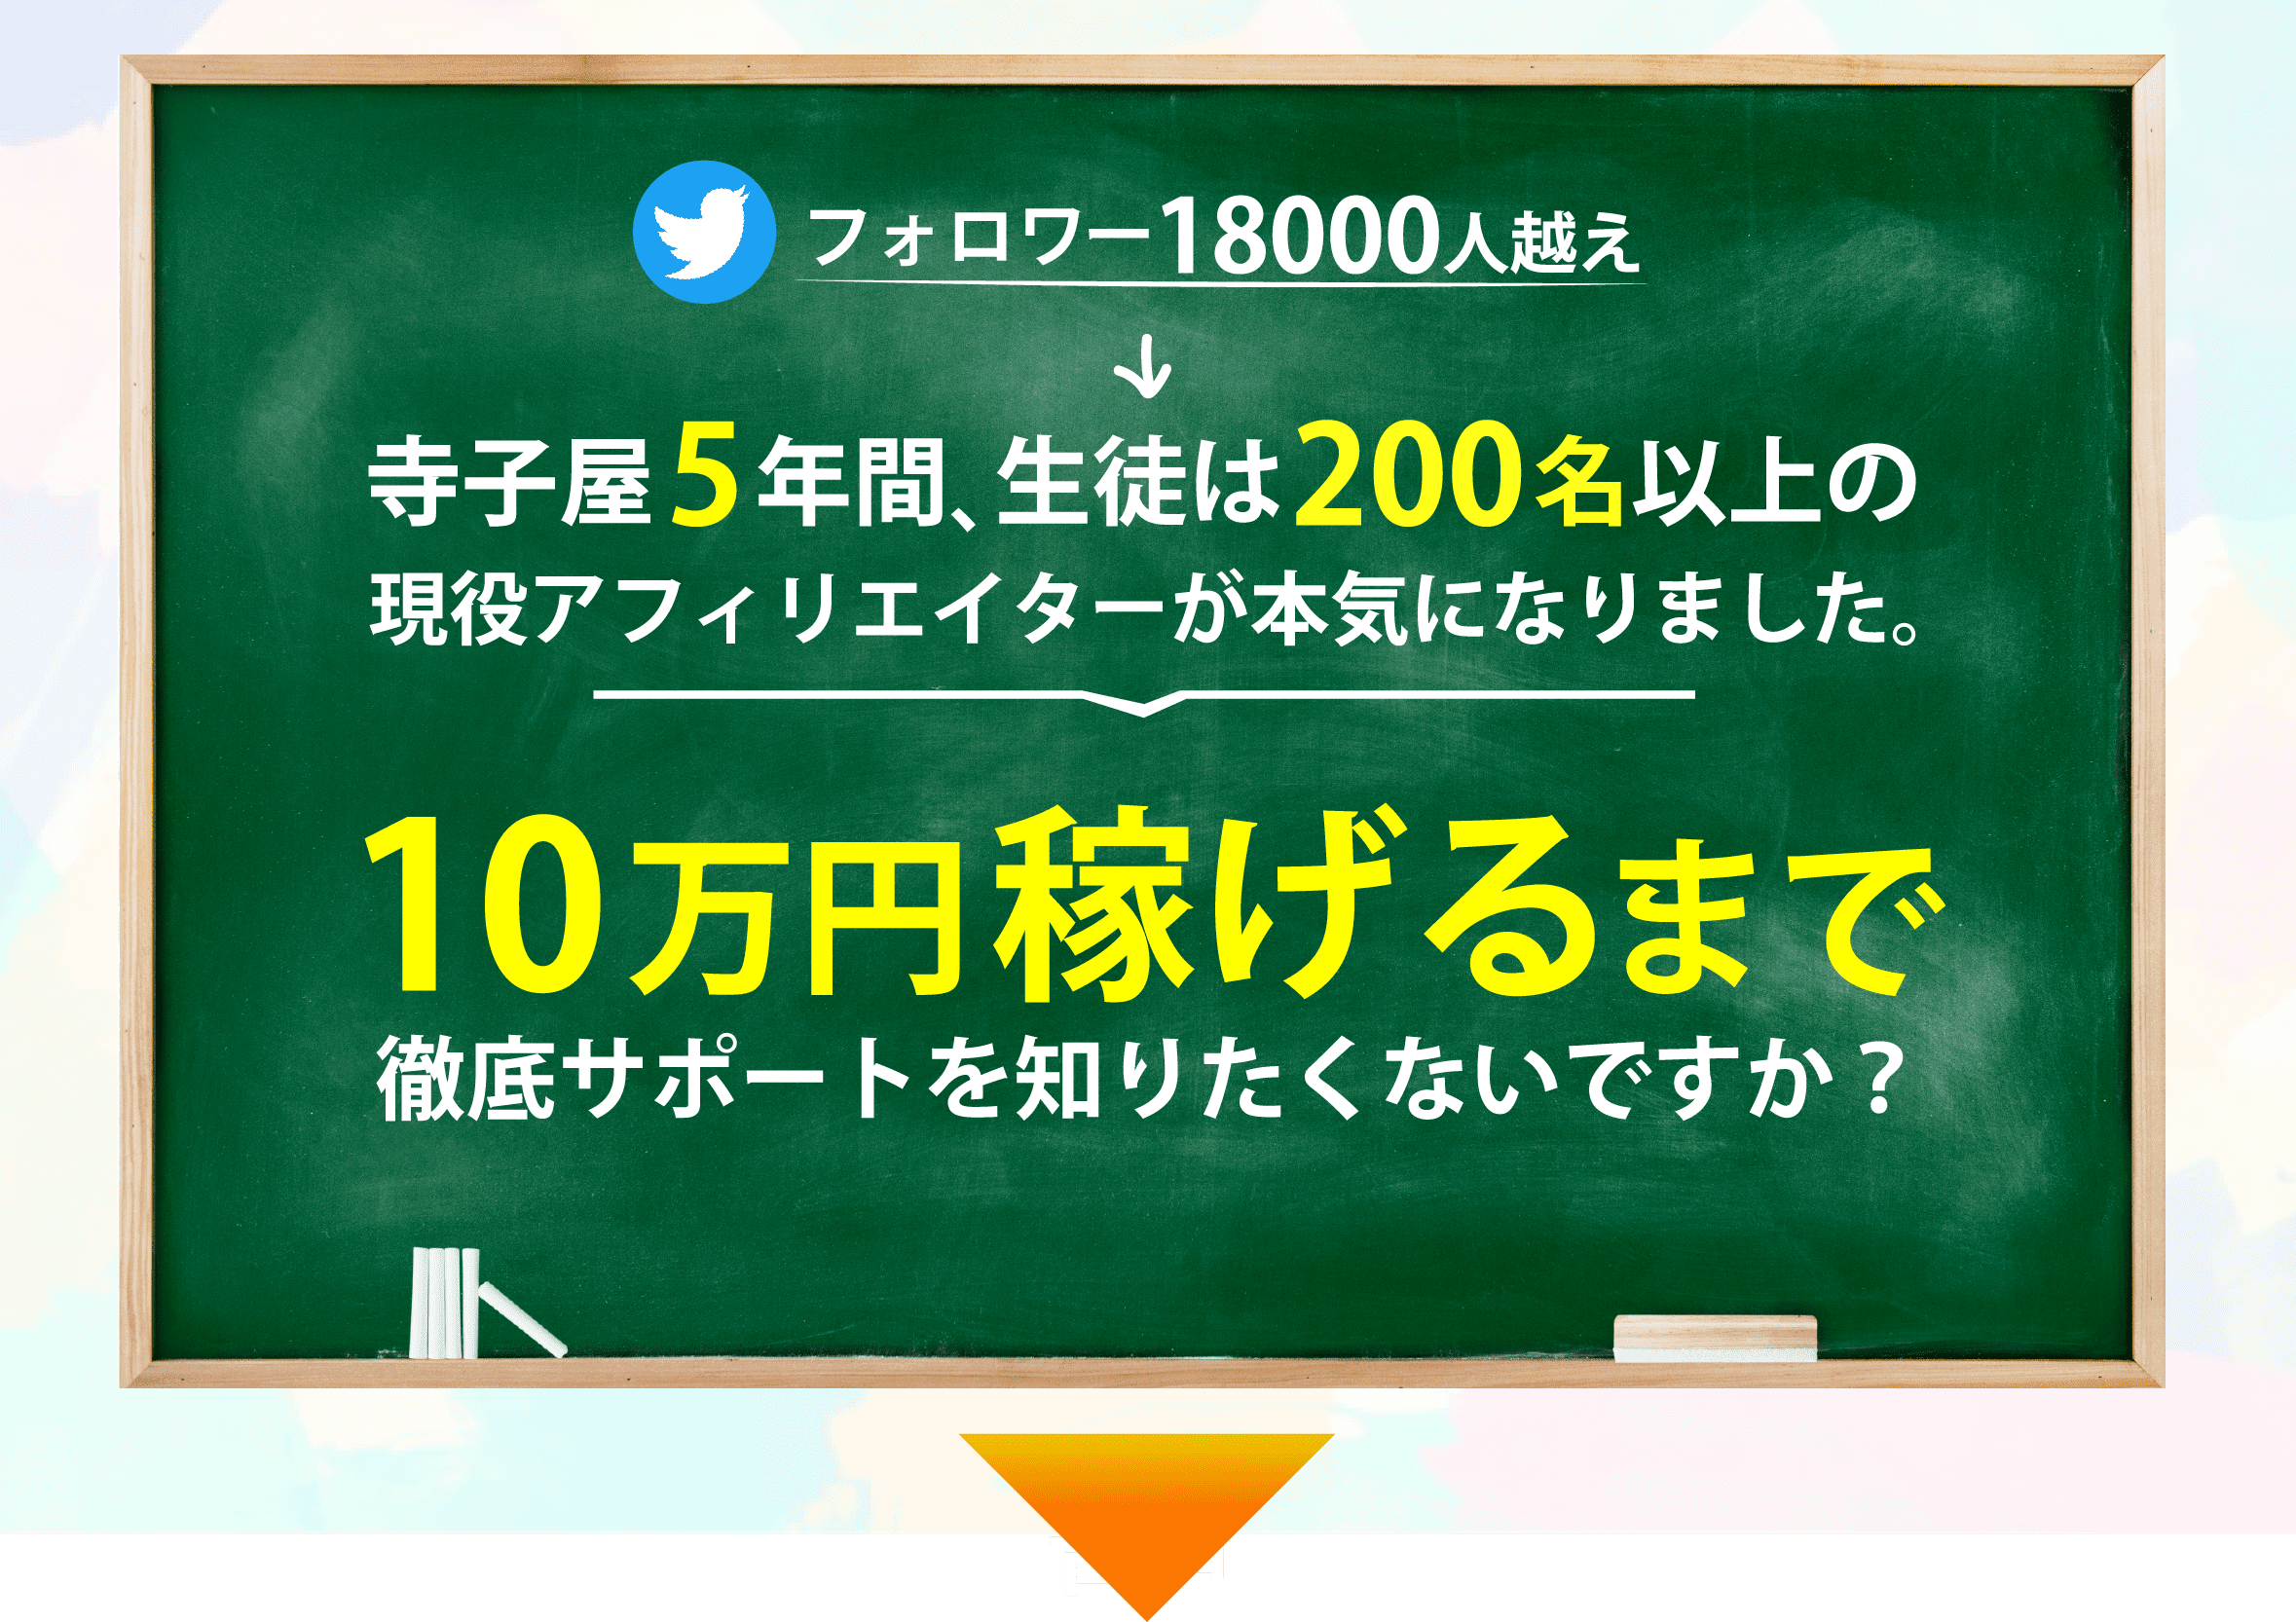 フォロワー18000人越え
寺子屋5年間、生徒は200名以上の
現役アフィリエイターが本気になりました。
10万円稼げるまで
徹底サポートを知りたくないですか？